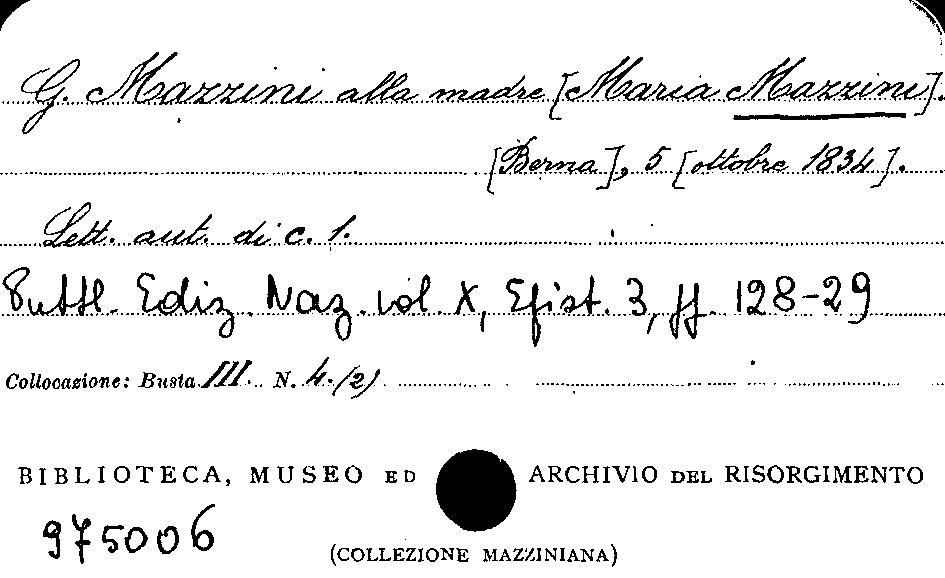 G. Mazzini alla madre [Maria Mazzini].
[Berna], 5 [ottobre 1834].
Lett. aut. di c. 1.
Pubbl. Ediz. Naz. vol. X, Epist. 3, pp. 128-29
Collocazione: Busta III. N. 4.(2)
BIBLIOTECA, MUSEO ED ARCHIVIO DEL RISORGIMENTO
975006
(COLLEZIONE MAZZINIANA)